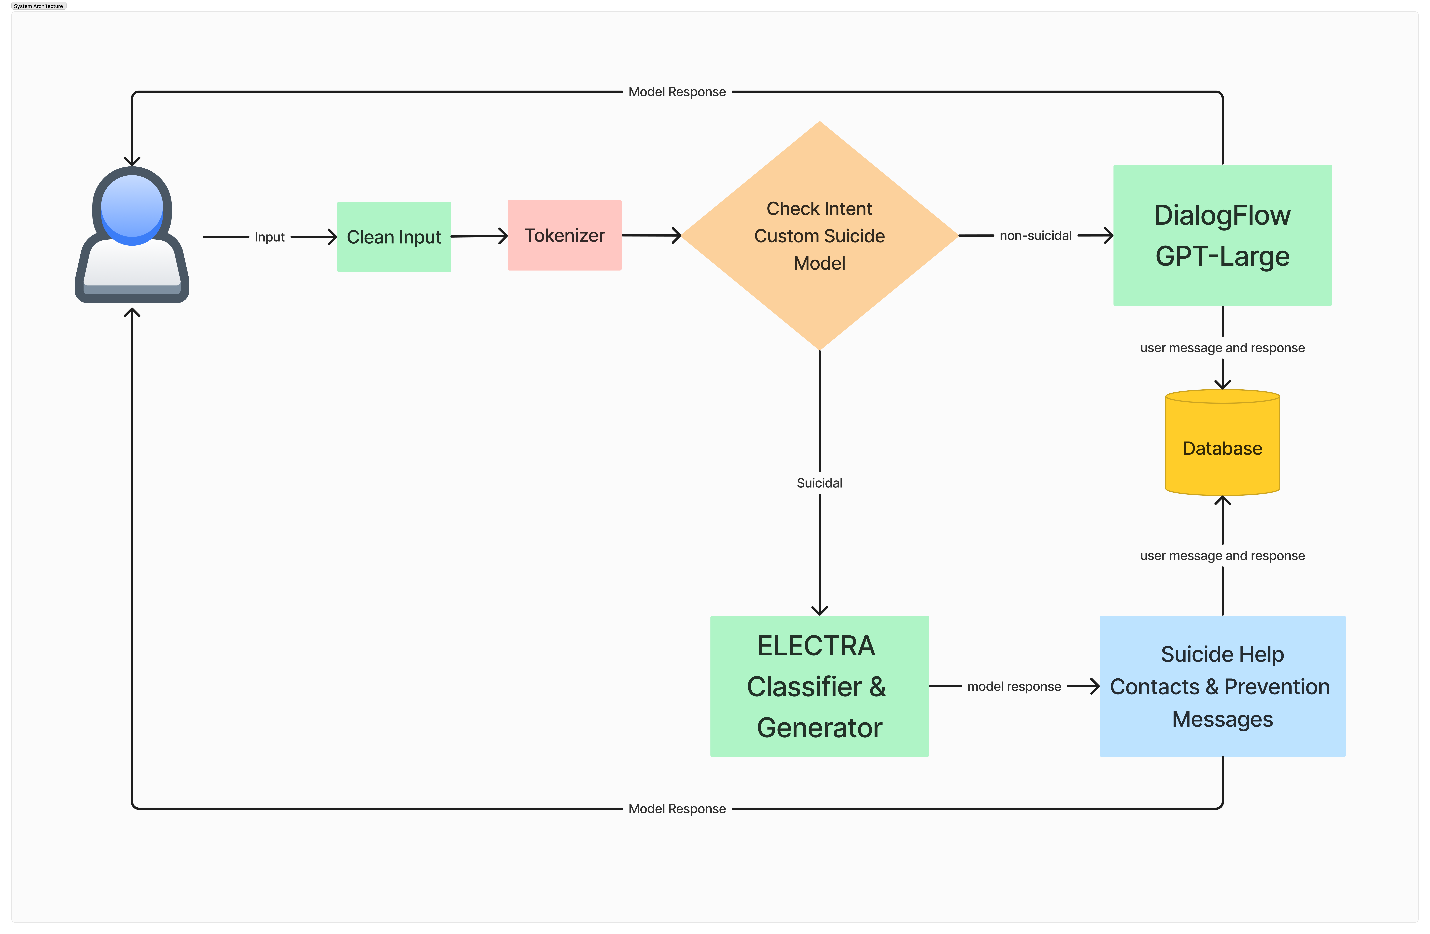 System Architecture
Model Response
Input
Clean Input
Tokenizer
Check Intent
Custom Suicide
Model
non-suicidal
DialogFlow
GPT-Large
user message and response
Database
Suicidal
user message and response
ELECTRA
Classifier &
Generator
model response
Suicide Help
Contacts & Prevention
Messages
Model Response